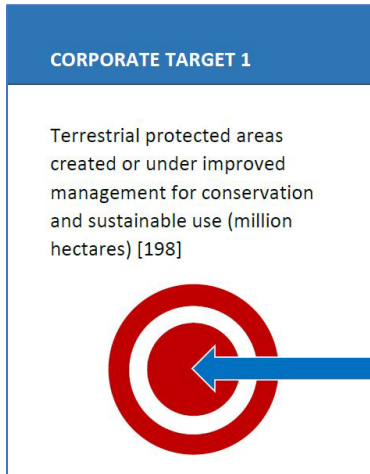 CORPORATE TARGET 1
Terrestrial protected areas
created or under improved
management for conservation
and sustainable use (million
hectares) [198]